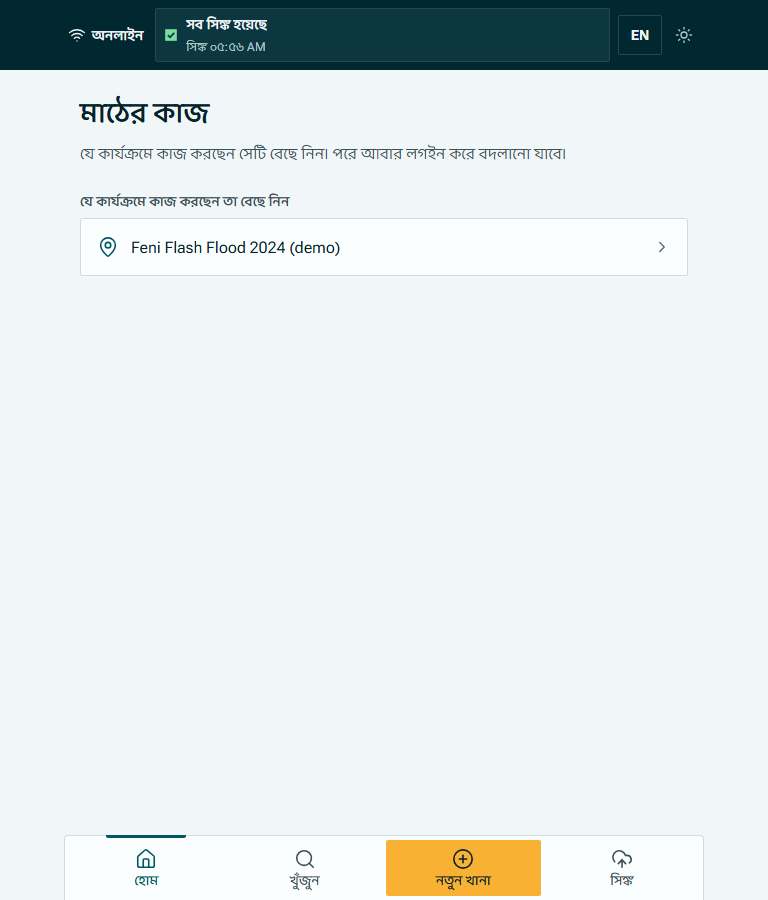 অনলাইন
সব সিঙ্ক হয়েছে
সিঙ্ক ০৫:৫৬ AM
EN
মাঠের কাজ
যে কার্যক্রমে কাজ করছেন সেটি বেছে নিন। পরে আবার লগইন করে বদলানো যাবে।
যে কার্যক্রমে কাজ করছেন তা বেছে নিন
Feni Flash Flood 2024 (demo)
হোম
খুঁজুন
নতুন খানা
সিঙ্ক